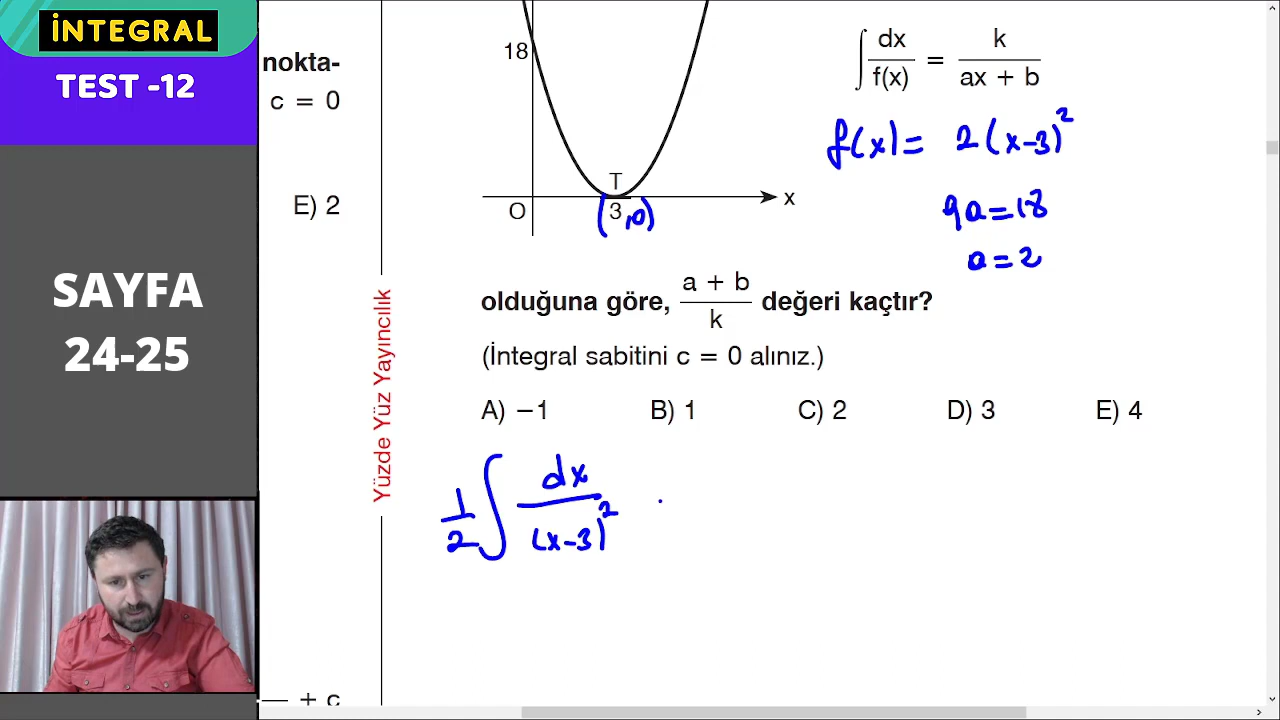 İNTEGRAL
TEST -12
SAYFA
24-25
nokta-
c = 0
E) 2
— + c
Yüzde Yüz Yayıncılık
18
T
O
3
x
( ,0)
∫ dx / f(x) = k / ax + b
f(x) = 2(x-3)²
9a=18
a=2
olduğuna göre, a + b / k değeri kaçtır?
(İntegral sabitini c = 0 alınız.)
A) −1 B) 1 C) 2 D) 3 E) 4
1/2 ∫ dx / (x-3)²